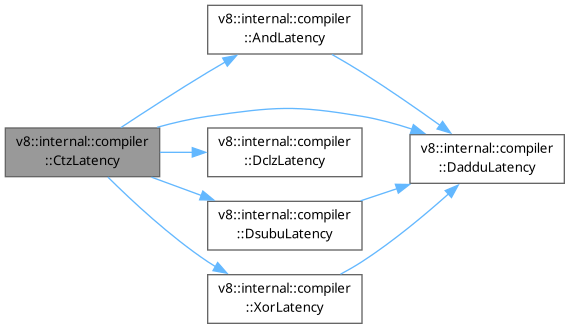 v8::internal::compiler
::AndLatency
v8::internal::compiler
::CtzLatency
v8::internal::compiler
::DclzLatency
v8::internal::compiler
::DadduLatency
v8::internal::compiler
::DsubuLatency
v8::internal::compiler
::XorLatency